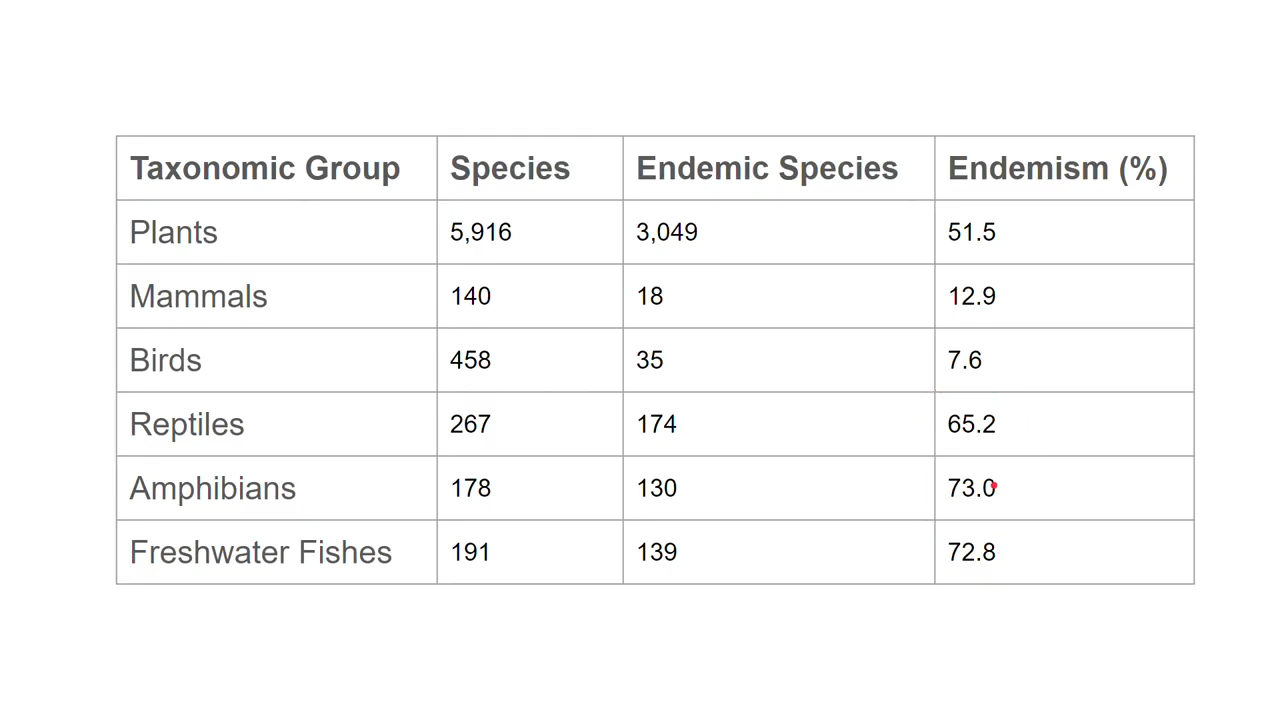 Taxonomic Group Species Endemic Species Endemism (%)
Plants 5,916 3,049 51.5
Mammals 140 18 12.9
Birds 458 35 7.6
Reptiles 267 174 65.2
Amphibians 178 130 73.0
Freshwater Fishes 191 139 72.8